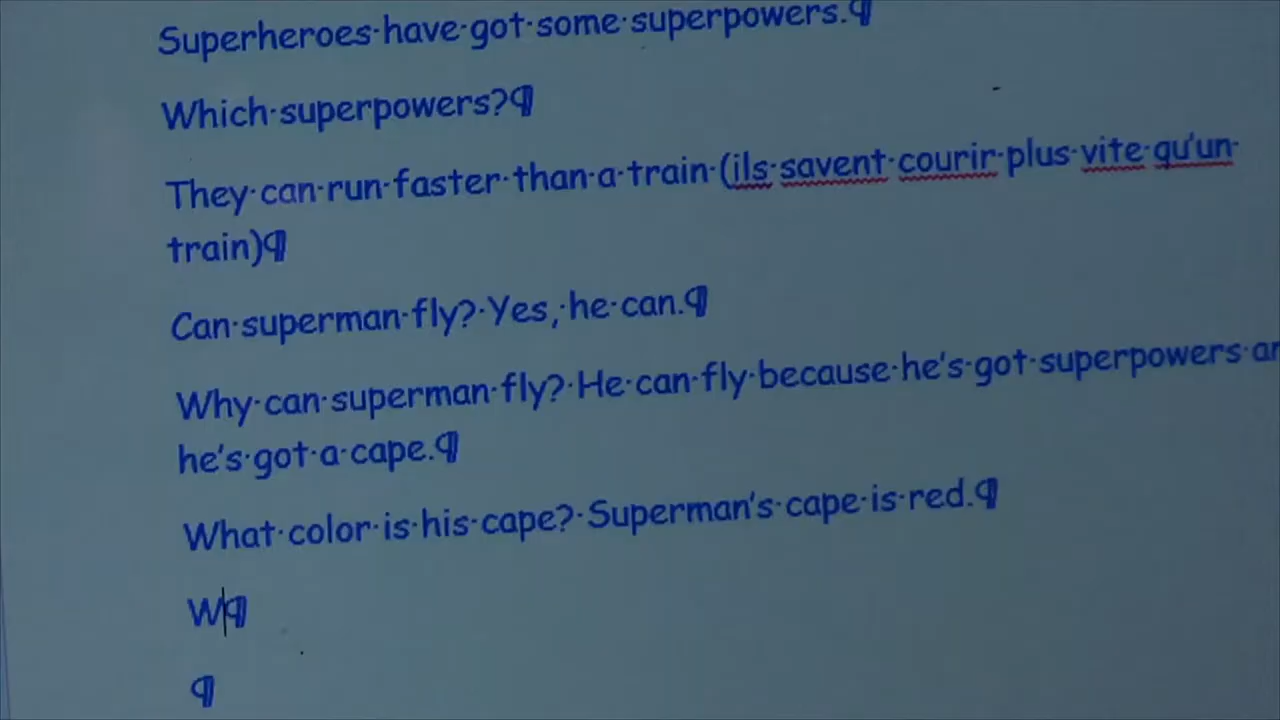 Superheroes·have·got·some·superpowers.¶
Which·superpowers?¶
They·can·run·faster·than·a·train·(ils·savent·courir·plus·vite·qu'un·
train)¶
Can·superman·fly?·Yes,·he·can.¶
Why·can·superman·fly?·He·can·fly·because·he's·got·superpowers·
he's·got·a·cape.¶
What·color·is·his·cape?·Superman's·cape·is·red.¶
W¶
¶